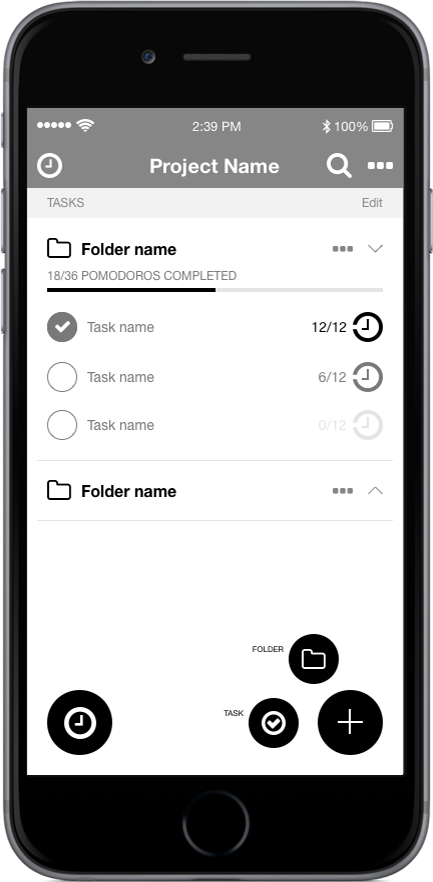 2:39 PM
100%
Project Name
TASKS Edit
Folder name
18/36 POMODOROS COMPLETED
Task name 12/12
Task name 6/12
Task name 0/12
Folder name
FOLDER
TASK